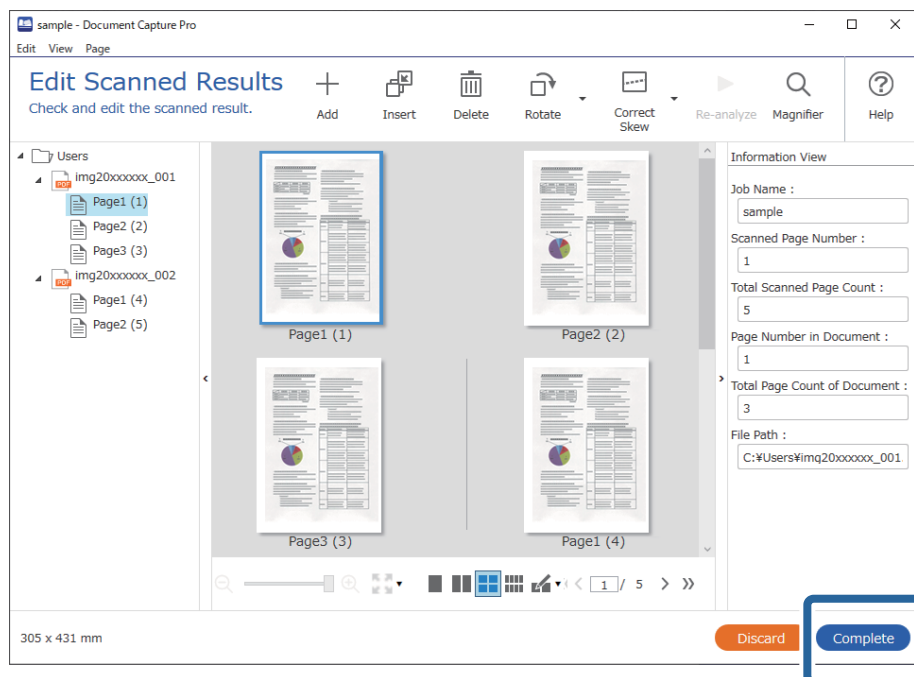 sample - Document Capture Pro
Edit View Page
Edit Scanned Results
Check and edit the scanned result.
Add
Insert
Delete
Rotate
Correct
Skew
Re-analyze
Magnifier
Help
Users
PDF
img20xxxxxx_001
Page1 (1)
Page2 (2)
Page3 (3)
PDF
img20xxxxxx_002
Page1 (4)
Page2 (5)
Page1 (1)
Page2 (2)
Page3 (3)
Page1 (4)
Information View
Job Name :
sample
Scanned Page Number :
1
Total Scanned Page Count :
5
Page Number in Document :
1
Total Page Count of Document :
3
File Path :
C:¥Users¥img20xxxxxx_001
1 / 5
305 x 431 mm
Discard
Complete